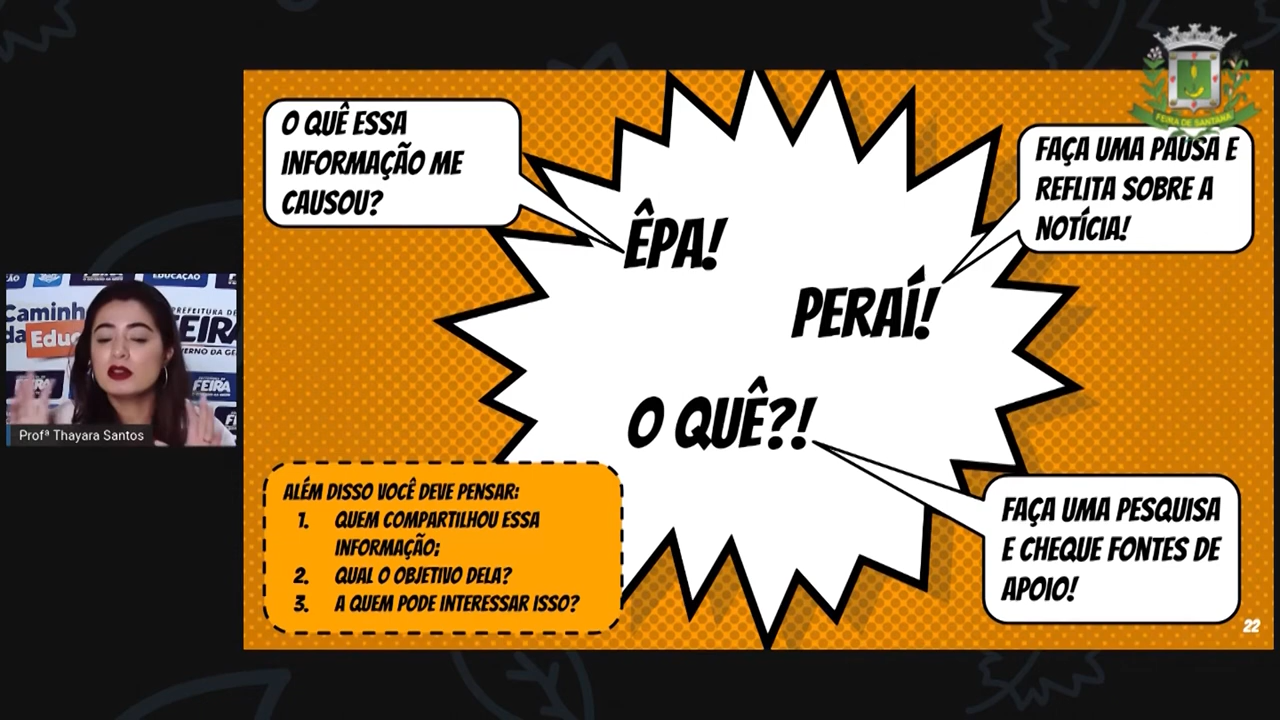 FEIRA DE SANTANA
O QUÊ ESSA
INFORMAÇÃO ME
CAUSOU?
FAÇA UMA PAUSA E
REFLITA SOBRE A
NOTÍCIA!
ÊPA!
PERAÍ!
O QUÊ?!
ALÉM DISSO VOCÊ DEVE PENSAR:
1. QUEM COMPARTILHOU ESSA
INFORMAÇÃO;
2. QUAL O OBJETIVO DELA?
3. A QUEM PODE INTERESSAR ISSO?
FAÇA UMA PESQUISA
E CHEQUE FONTES DE
APOIO!
22
EDUCAÇÃO
Caminh
da Educ
PREFEITURA DE
FEIRA
FEIRA
Profª Thayara Santos